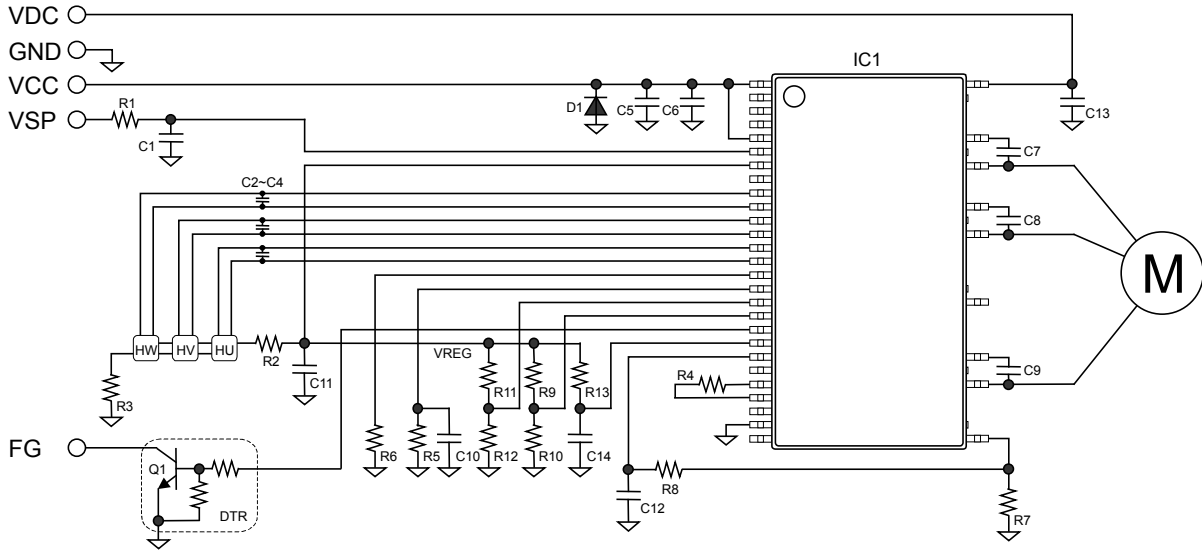 VDC
GND
VCC
VSP
R1
C1
D1
C5
C6
IC1
C13
C7
C8
C9
M
C2~C4
HW
HV
HU
R2
C11
VREG
R11
R9
R13
R4
R3
R6
R5
C10
R12
R10
C14
R8
C12
R7
FG
Q1
DTR